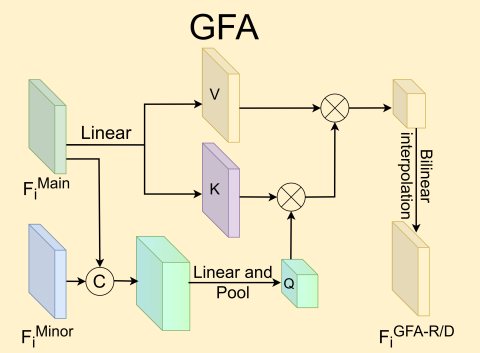 GFA
V
Linear
K
F_i^Main
Bilinear
interpolation
C
Linear and
Pool
Q
F_i^Minor
F_i^GFA-R/D